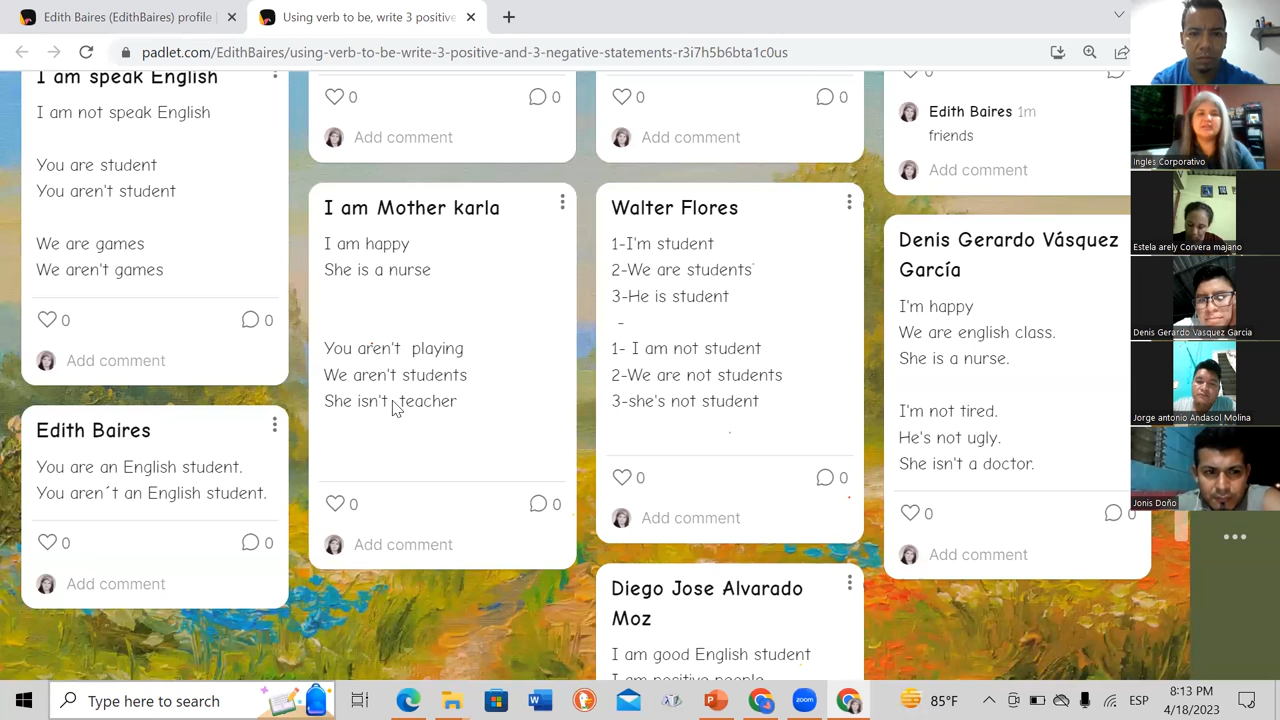 Edith Baires (EdithBaires) profile
Using verb to be, write 3 positive
padlet.com/EdithBaires/using-verb-to-be-write-3-positive-and-3-negative-statements-r3i7h5i6bta1c0us
I am speak English
I am not speak English
You are student
You aren't student
We are games
We aren't games
0
0
Add comment
Edith Baires
You are an English student.
You aren´t an English student.
0
0
Add comment
0
0
Add comment
I am Mother karla
I am happy
She is a nurse
You aren't playing
We aren't students
She isn't teacher
0
0
Add comment
0
0
Add comment
Walter Flores
1-I'm student
2-We are students
3-He is student
-
1- I am not student
2-We are not students
3-she's not student
0
0
Add comment
Diego Jose Alvarado
Moz
I am good English student
I am positive people
0
0
Edith Baires 1m
friends
Add comment
Denis Gerardo Vásquez
García
I'm happy
We are english class.
She is a nurse.
I'm not tired.
He's not ugly.
She isn't a doctor.
0
0
Add comment
Ingles Corporativo
Estela arely Corvera majano
Denis Gerardo Vasquez Garcia
Jorge antonio Andasol Molina
Jonis Doño
Type here to search
zoom
85°F
ESP
8:13 PM
4/18/2023